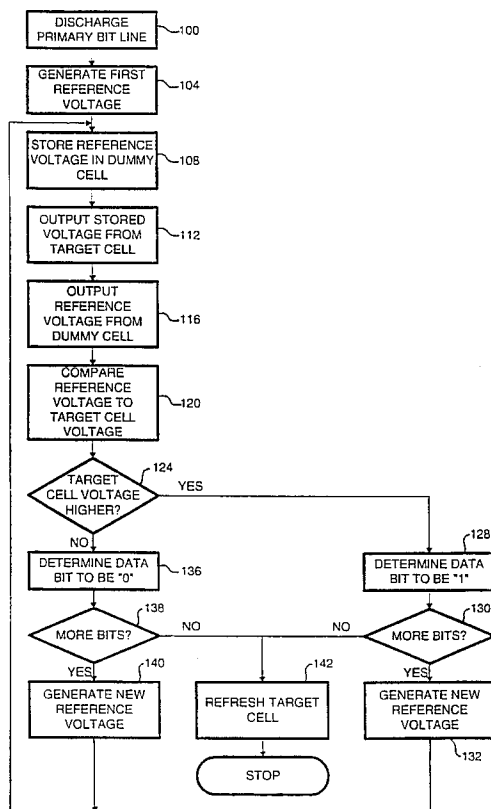 DISCHARGE
PRIMARY BIT LINE
100
GENERATE FIRST
REFERENCE
VOLTAGE
104
STORE REFERENCE
VOLTAGE IN DUMMY
CELL
108
OUTPUT STORED
VOLTAGE FROM
TARGET CELL
112
OUTPUT
REFERENCE
VOLTAGE FROM
DUMMY CELL
116
COMPARE
REFERENCE
VOLTAGE TO
TARGET CELL
VOLTAGE
120
TARGET
CELL VOLTAGE
HIGHER?
124
YES
NO
DETERMINE DATA
BIT TO BE "0"
136
DETERMINE DATA
BIT TO BE "1"
128
MORE BITS?
138
NO
NO
MORE BITS?
130
YES
140
GENERATE NEW
REFERENCE
VOLTAGE
142
REFRESH TARGET
CELL
YES
GENERATE NEW
REFERENCE
VOLTAGE
132
STOP